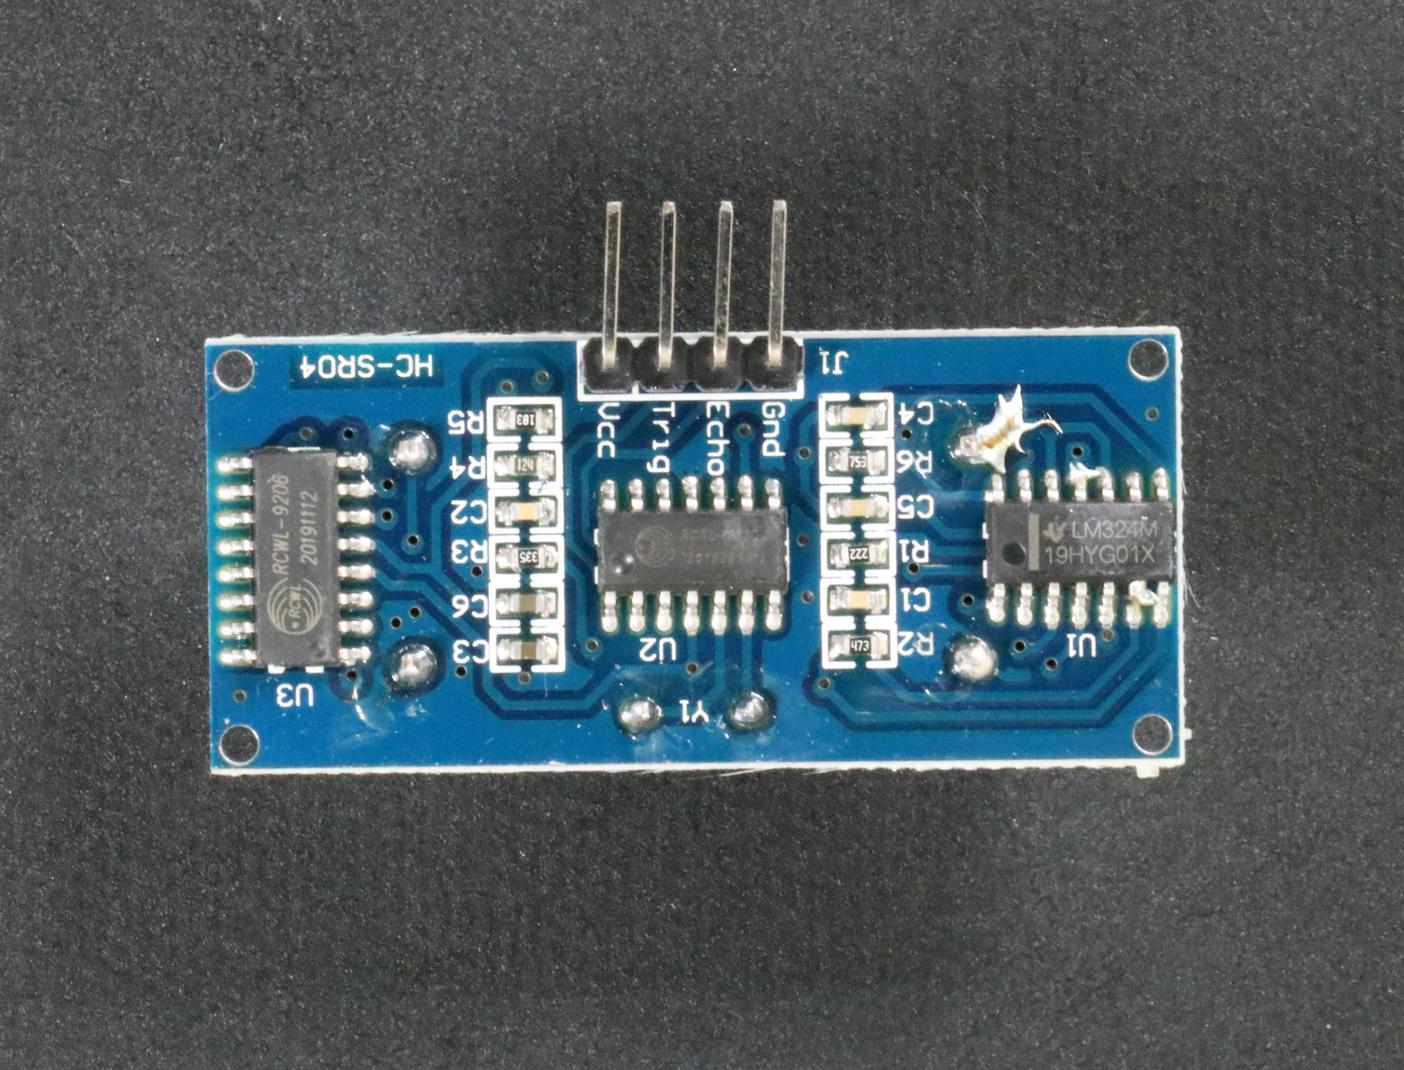 HC-SR04
J1
Vcc
Trig
Echo
Gnd
R5
183
R4
124
C2
R3
335
C6
C3
C4
R6
753
C5
R1
222
C1
R2
473
RCWL-9206
20191112
RCWL
U3
U2
Y1
LM324M
19HYG01X
U1